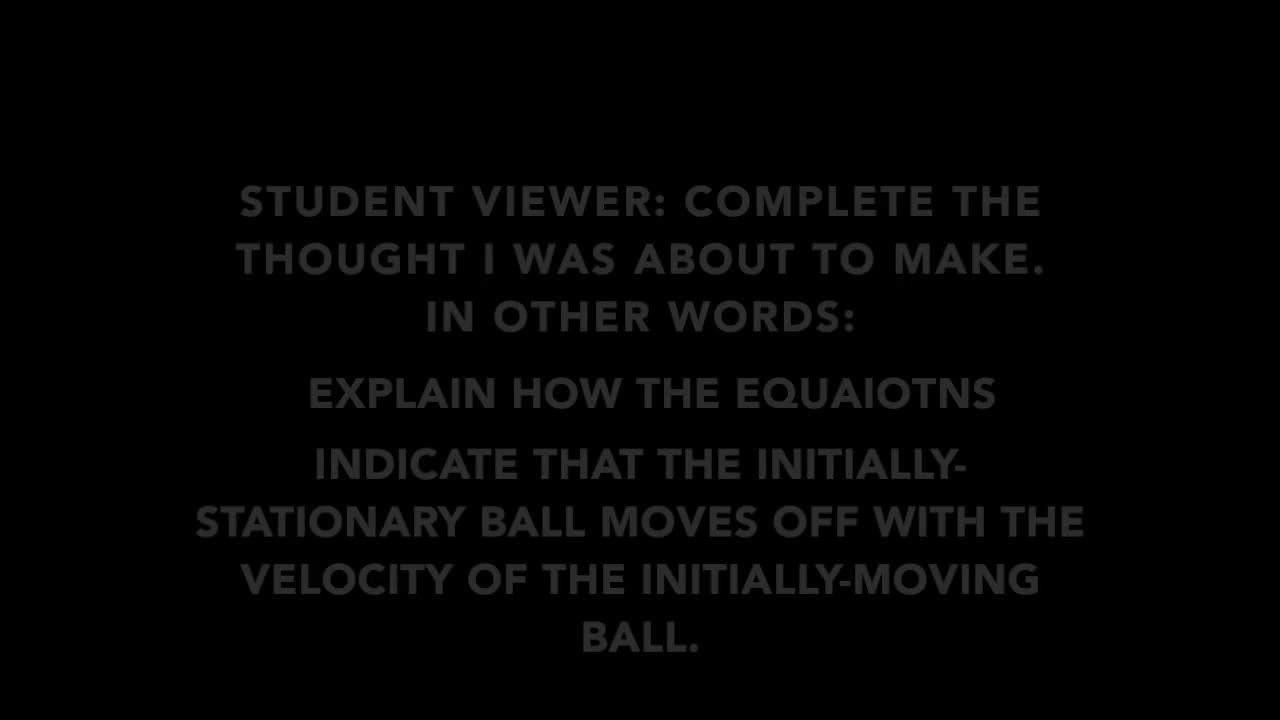 STUDENT VIEWER: COMPLETE THE
THOUGHT I WAS ABOUT TO MAKE.
IN OTHER WORDS:
EXPLAIN HOW THE EQUAIOTNS
INDICATE THAT THE INITIALLY-
STATIONARY BALL MOVES OFF WITH THE
VELOCITY OF THE INITIALLY-MOVING
BALL.